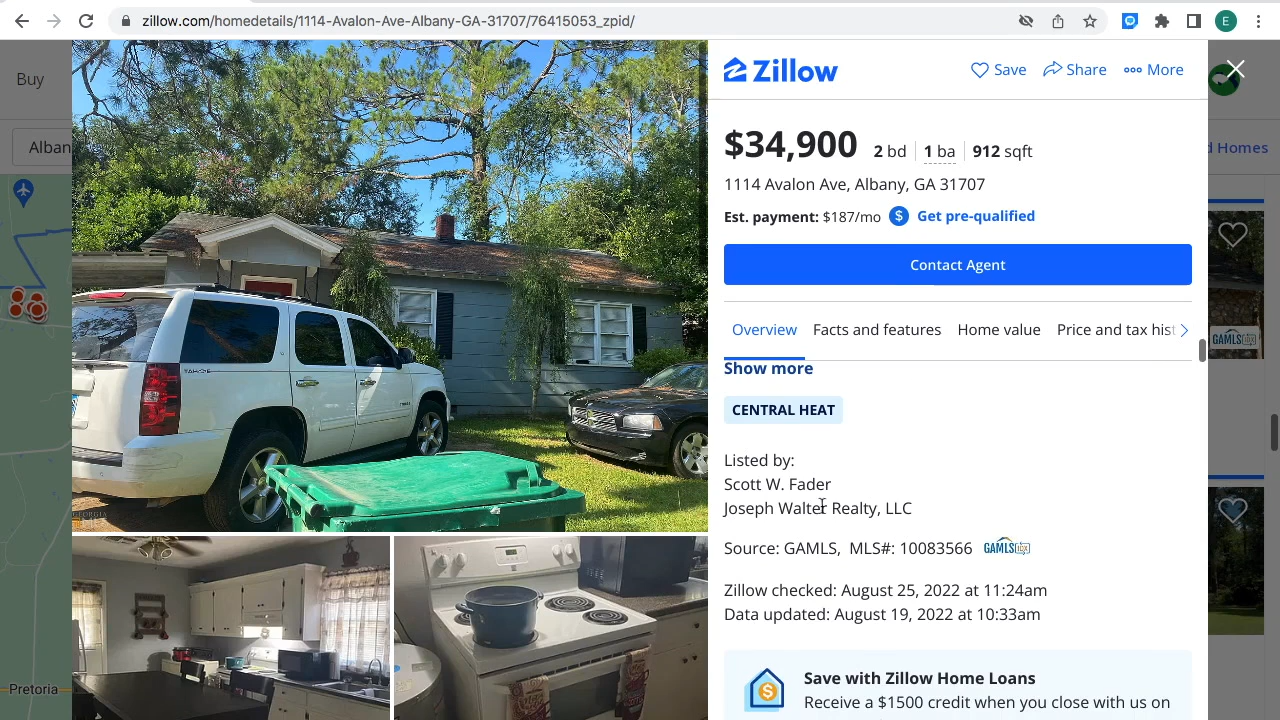 zillow.com/homedetails/1114-Avalon-Ave-Albany-GA-31707/76415053_zpid/
E
Buy
Zillow
Save
Share
More
Alban
d Homes
$34,900
2 bd
1 ba
912 sqft
1114 Avalon Ave, Albany, GA 31707
Est. payment: $187/mo
$ Get pre-qualified
Contact Agent
Overview
Facts and features
Home value
Price and tax hist
GAMLS
Show more
CENTRAL HEAT
Listed by:
Scott W. Fader
Joseph Walter Realty, LLC
Source: GAMLS, MLS#: 10083566 GAMLS
Zillow checked: August 25, 2022 at 11:24am
Data updated: August 19, 2022 at 10:33am
Save with Zillow Home Loans
Receive a $1500 credit when you close with us on
Pretoria
TAHOE